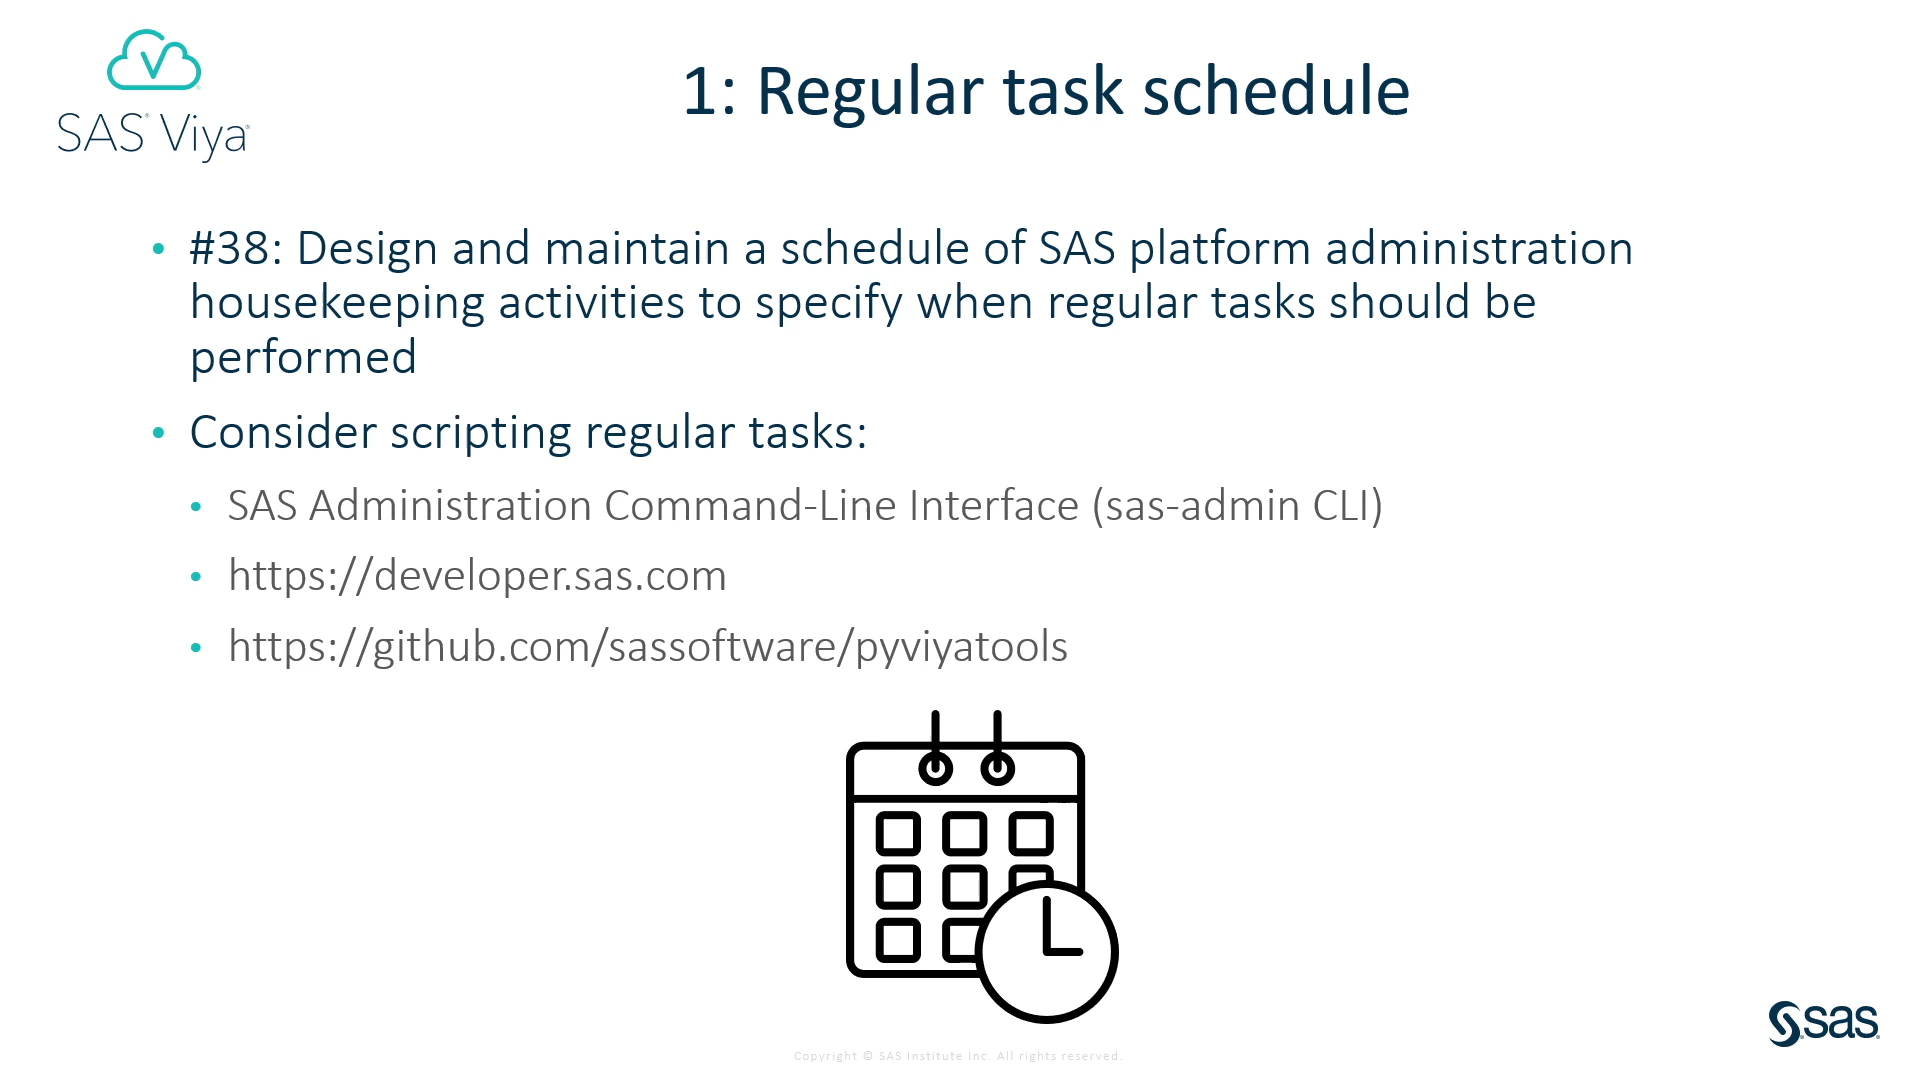 SAS® Viya®
1: Regular task schedule
• #38: Design and maintain a schedule of SAS platform administration
housekeeping activities to specify when regular tasks should be
performed
• Consider scripting regular tasks:
• SAS Administration Command-Line Interface (sas-admin CLI)
• https://developer.sas.com
• https://github.com/sassoftware/pyviyatools
sas
Copyright © SAS Institute Inc. All rights reserved.